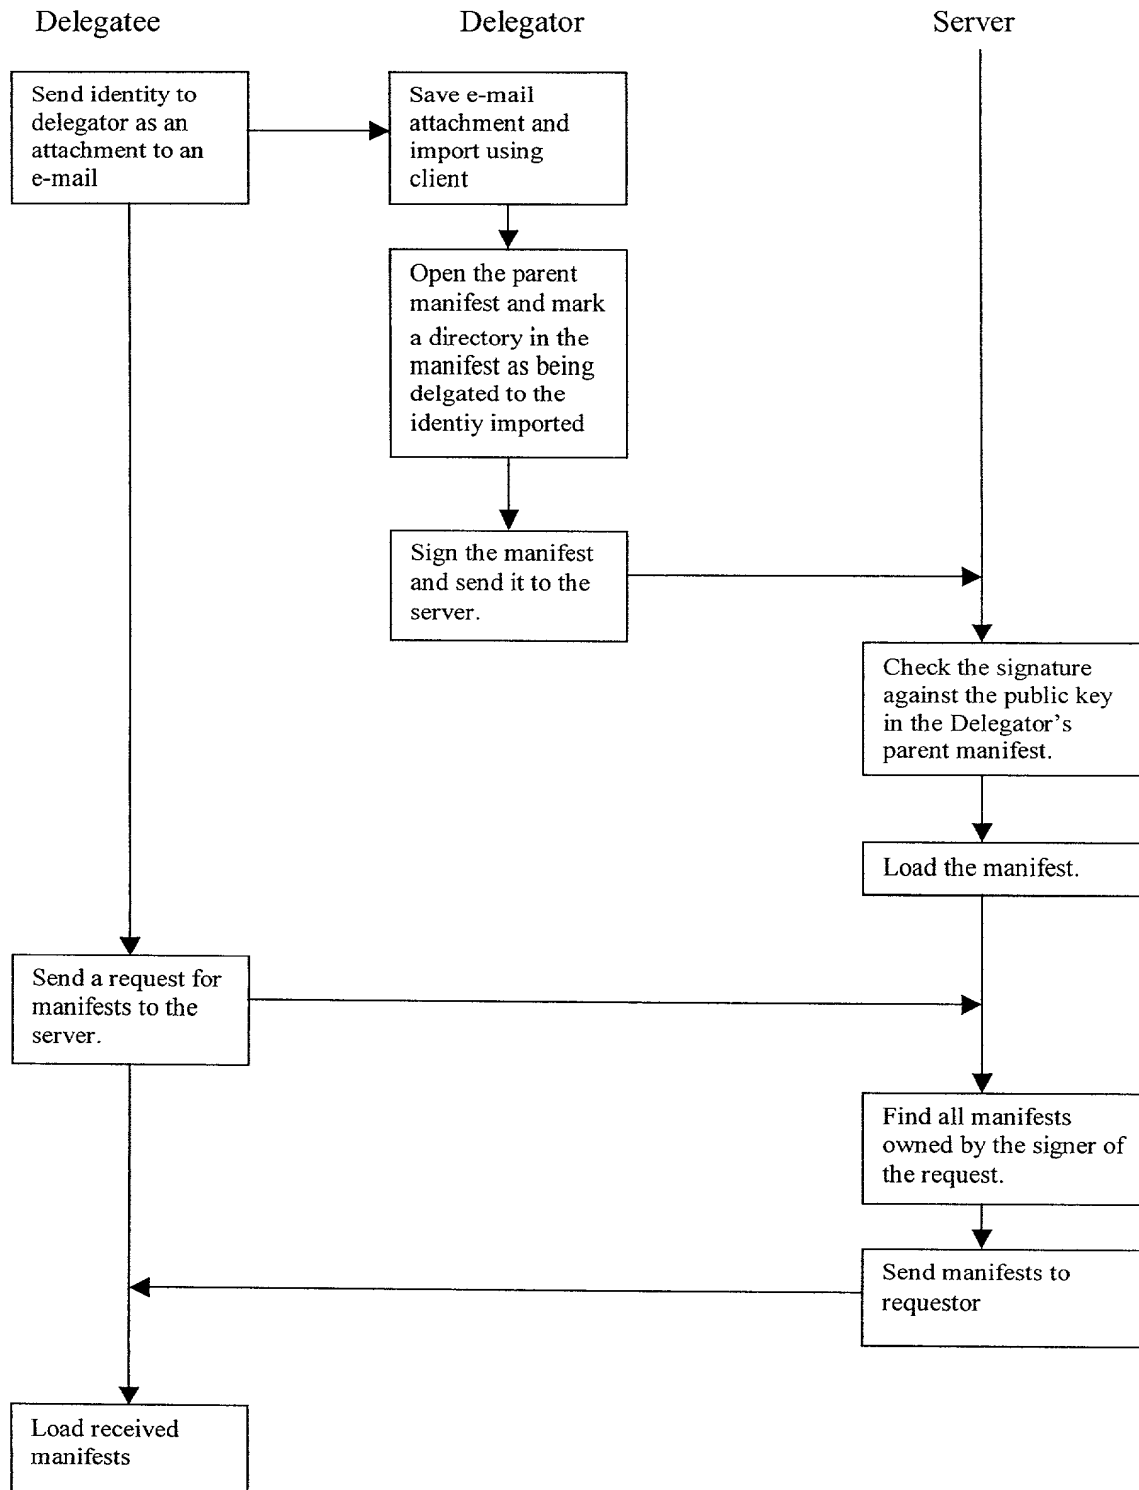 Delegatee
Delegator
Server
Send identity to
delegator as an
attachment to an
e-mail
Save e-mail
attachment and
import using
client
Open the parent
manifest and mark
a directory in the
manifest as being
delgated to the
identiy imported
Sign the manifest
and send it to the
server.
Check the signature
against the public key
in the Delegator’s
parent manifest.
Load the manifest.
Send a request for
manifests to the
server.
Find all manifests
owned by the signer of
the request.
Send manifests to
requestor
Load received
manifests